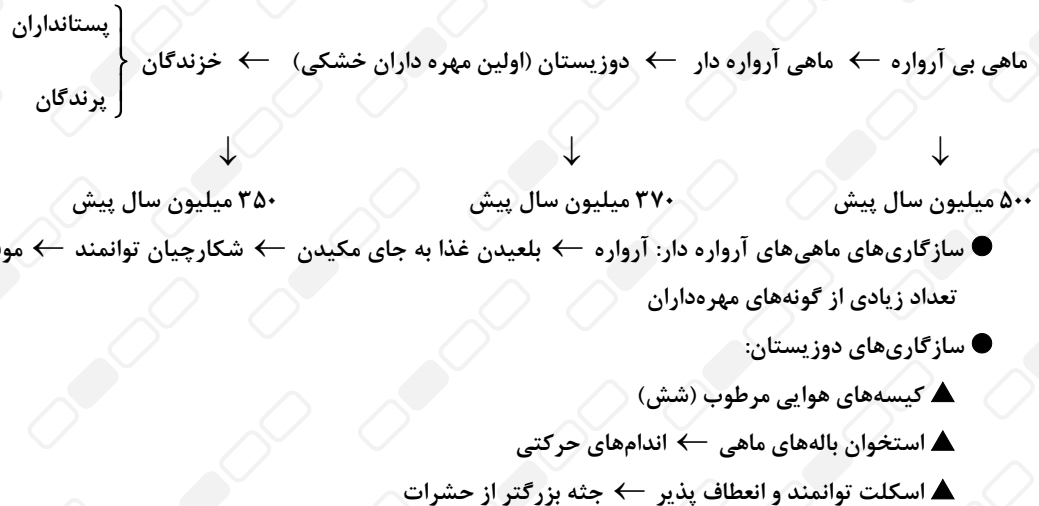 پستانداران
ماهی بی آرواره ← ماهی آرواره دار ← دوزیستان (اولین مهره داران خشکی) ← خزندگان
پرندگان
↓ ↓ ↓
۵۰۰ میلیون سال پیش ۳۷۰ میلیون سال پیش ۳۵۰ میلیون سال پیش
● سازگاری‌های ماهی‌های آرواره دار: آرواره ← بلعیدن غذا به جای مکیدن ← شکارچیان توانمند ←
تعداد زیادی از گونه‌های مهره‌داران
● سازگاری‌های دوزیستان:
▲ کیسه‌های هوایی مرطوب (شش)
▲ استخوان باله‌های ماهی ← اندام‌های حرکتی
▲ اسکلت توانمند و انعطاف پذیر ← جثه بزرگتر از حشرات